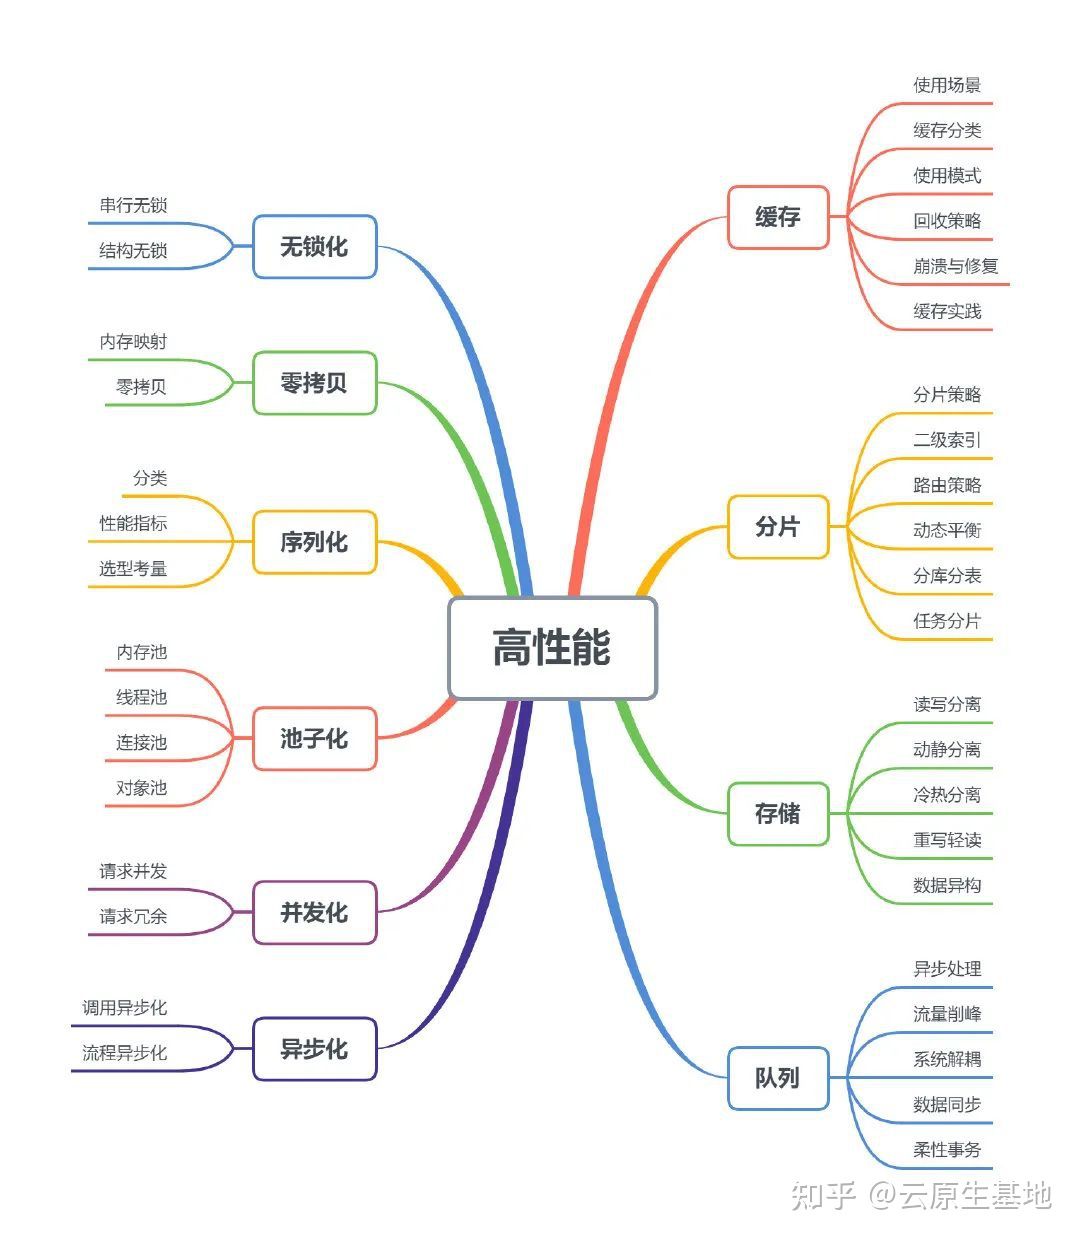 高性能
无锁化
串行无锁
结构无锁
零拷贝
内存映射
零拷贝
序列化
分类
性能指标
选型考量
池子化
内存池
线程池
连接池
对象池
并发化
请求并发
请求冗余
异步化
调用异步化
流程异步化
缓存
使用场景
缓存分类
使用模式
回收策略
崩溃与修复
缓存实践
分片
分片策略
二级索引
路由策略
动态平衡
分库分表
任务分片
存储
读写分离
动静分离
冷热分离
重写轻读
数据异构
队列
异步处理
流量削峰
系统解耦
数据同步
柔性事务
知乎 @云原生基地